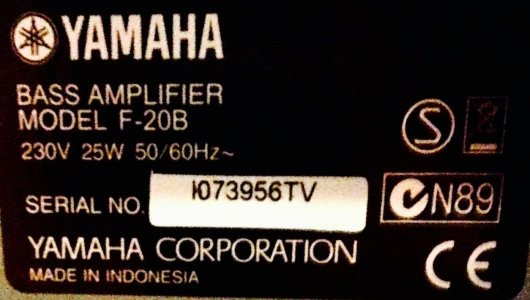 YAMAHA
BASS AMPLIFIER
MODEL F-20B
230V 25W 50/60Hz~
S
SERIAL NO. I073956TV
N89
YAMAHA CORPORATION
MADE IN INDONESIA
CE